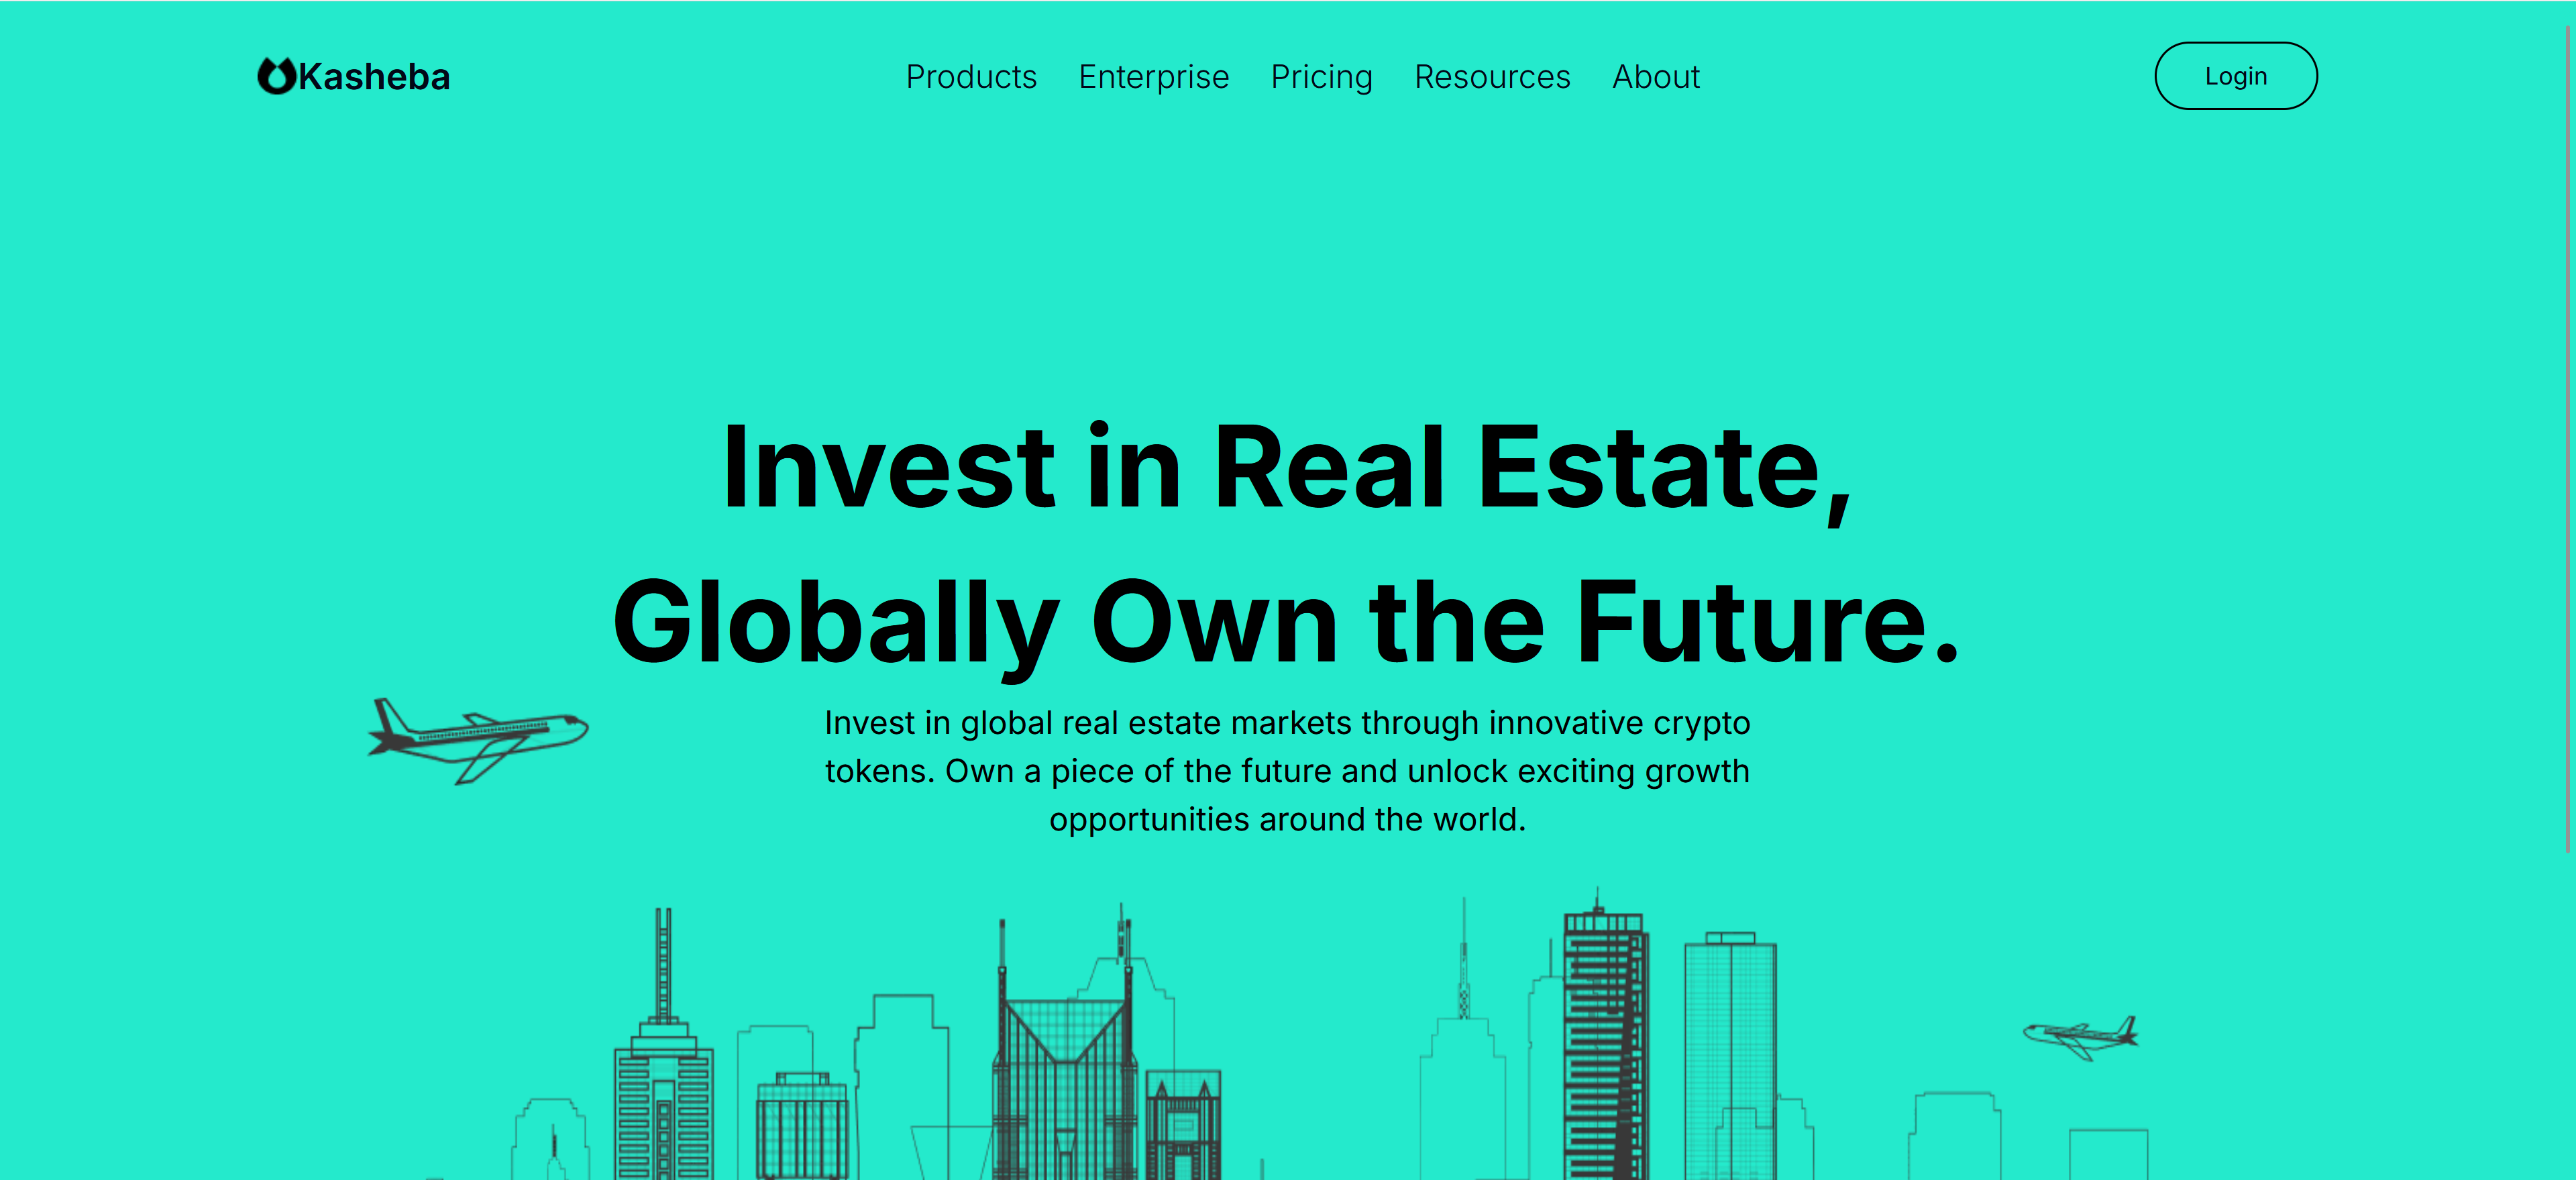 Kasheba
Products Enterprise Pricing Resources About
Login
Invest in Real Estate,
Globally Own the Future.
Invest in global real estate markets through innovative crypto
tokens. Own a piece of the future and unlock exciting growth
opportunities around the world.